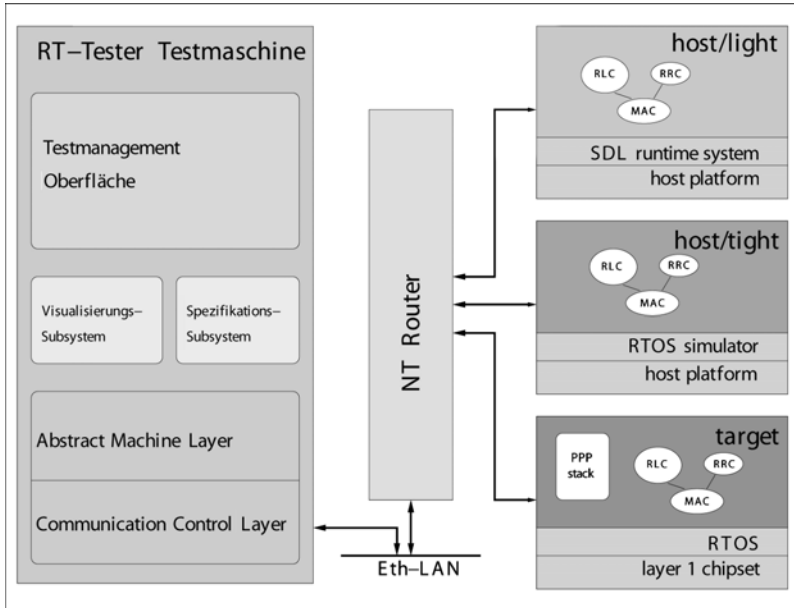 RT–Tester Testmaschine
Testmanagement
Oberfläche
Visualisierungs–
Subsystem
Spezifikations–
Subsystem
Abstract Machine Layer
Communication Control Layer
NT Router
Eth–LAN
host/light
RLC
RRC
MAC
SDL runtime system
host platform
host/tight
RLC
RRC
MAC
RTOS simulator
host platform
target
PPP
stack
RLC
RRC
MAC
RTOS
layer 1 chipset